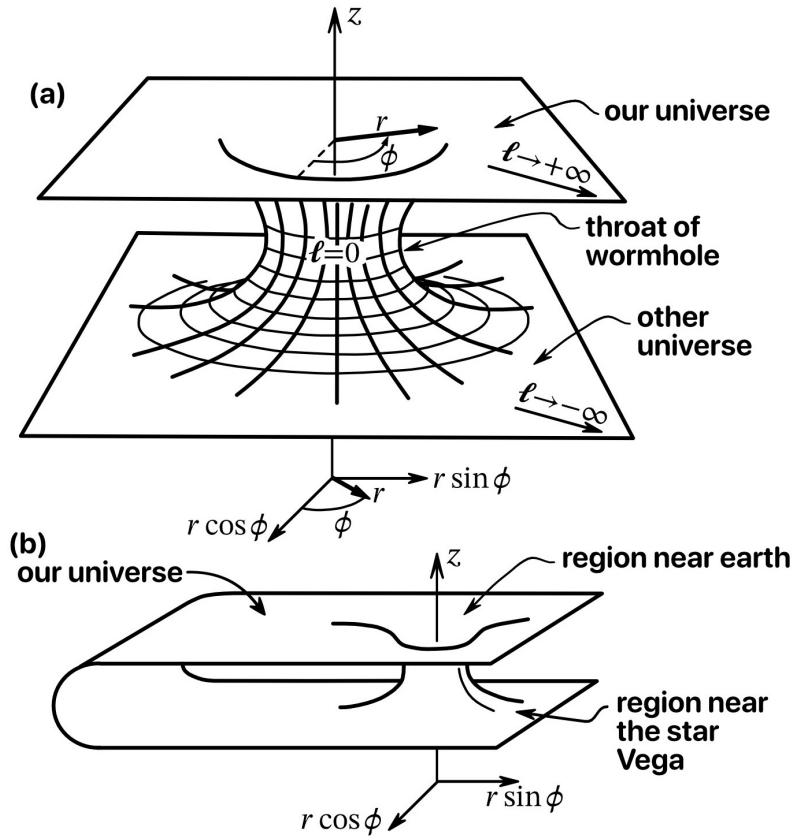 z
(a)
our universe
r
ϕ
ℓ→+∞
throat of
wormhole
ℓ=0
other
universe
ℓ→−∞
r sin ϕ
r
r cos ϕ
ϕ
(b)
our universe
z
region near earth
region near
the star
Vega
r sin ϕ
r cos ϕ